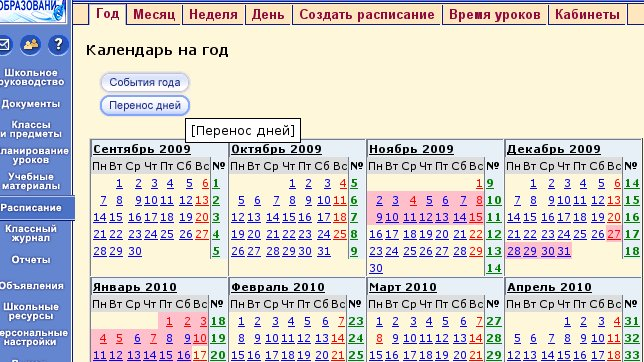 ОБРАЗОВАНИ
?
Школьное
руководство
Документы
Классы
и предметы
ланирование
уроков
Учебные
материалы
Расписание
Классный
журнал
Отчеты
Объявления
Школьные
ресурсы
ерсональные
настройки
Год Месяц Неделя День Создать расписание Время уроков Кабинеты
Календарь на год
События года
Перенос дней
[Перенос дней]
Сентябрь 2009 Октябрь 2009 Ноябрь 2009 Декабрь 2009
Пн Вт Ср Чт Пт Сб Вс № Пн Вт Ср Чт Пт Сб Вс № Пн Вт Ср Чт Пт Сб Вс № Пн Вт Ср Чт Пт Сб Вс №
1 2 3 4 5 6 1 1 2 3 4 5 1 9 1 2 3 4 5 6 14
7 8 9 10 11 12 13 2 5 6 7 8 9 10 11 6 2 3 4 5 6 7 8 10 7 8 9 10 11 12 13 15
14 15 16 17 18 19 20 3 12 13 14 15 16 17 18 7 9 10 11 12 13 14 15 11 14 15 16 17 18 19 20 16
21 22 23 24 25 26 27 4 19 20 21 22 23 24 25 8 16 17 18 19 20 21 22 12 21 22 23 24 25 26 27 17
28 29 30 5 26 27 28 29 30 31 9 23 24 25 26 27 28 29 13 28 29 30 31
30 14
Январь 2010 Февраль 2010 Март 2010 Апрель 2010
Пн Вт Ср Чт Пт Сб Вс № Пн Вт Ср Чт Пт Сб Вс № Пн Вт Ср Чт Пт Сб Вс № Пн Вт Ср Чт Пт Сб Вс №
1 2 3 18 1 2 3 4 5 6 7 23 1 2 3 4 5 6 7 27 1 2 3 4 31
4 5 6 7 8 9 10 19 8 9 10 11 12 13 14 24 8 9 10 11 12 13 14 28 5 6 7 8 9 10 11 32
11 12 13 14 15 16 17 20 15 16 17 18 19 20 21 25 15 16 17 18 19 20 21 29 12 13 14 15 16 17 18 33